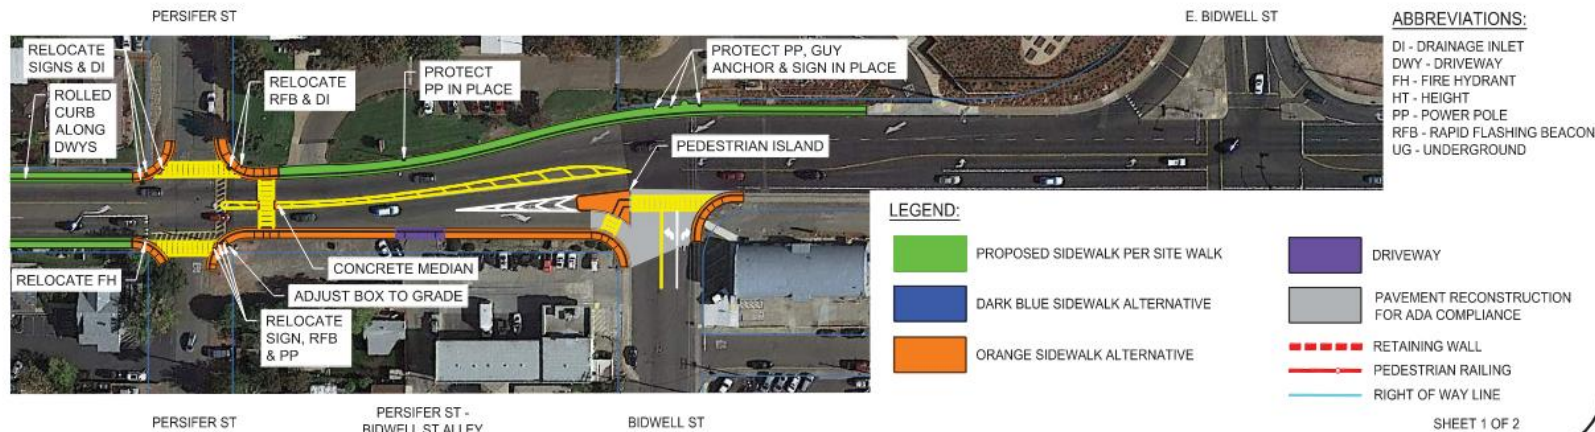 PERSIFER ST
E. BIDWELL ST
RELOCATE
SIGNS & DI
ROLLED
CURB
ALONG
DWYS
RELOCATE
RFB & DI
PROTECT
PP IN PLACE
PROTECT PP, GUY
ANCHOR & SIGN IN PLACE
PEDESTRIAN ISLAND
RELOCATE FH
CONCRETE MEDIAN
ADJUST BOX TO GRADE
RELOCATE
SIGN, RFB
& PP
PERSIFER ST
PERSIFER ST -
BIDWELL ST ALLEY
BIDWELL ST
ABBREVIATIONS:
DI - DRAINAGE INLET
DWY - DRIVEWAY
FH - FIRE HYDRANT
HT - HEIGHT
PP - POWER POLE
RFB - RAPID FLASHING BEACON
UG - UNDERGROUND
LEGEND:
PROPOSED SIDEWALK PER SITE WALK
DARK BLUE SIDEWALK ALTERNATIVE
ORANGE SIDEWALK ALTERNATIVE
DRIVEWAY
PAVEMENT RECONSTRUCTION
FOR ADA COMPLIANCE
RETAINING WALL
PEDESTRIAN RAILING
RIGHT OF WAY LINE
SHEET 1 OF 2